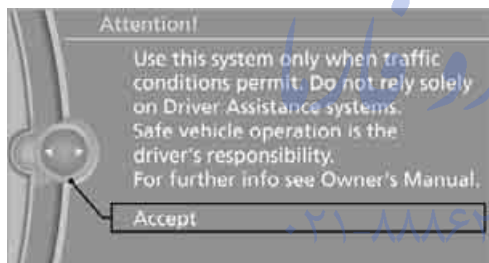 Attention!
Use this system only when traffic
conditions permit. Do not rely solely
on Driver Assistance systems.
Safe vehicle operation is the
driver's responsibility.
For further info see Owner's Manual.
Accept